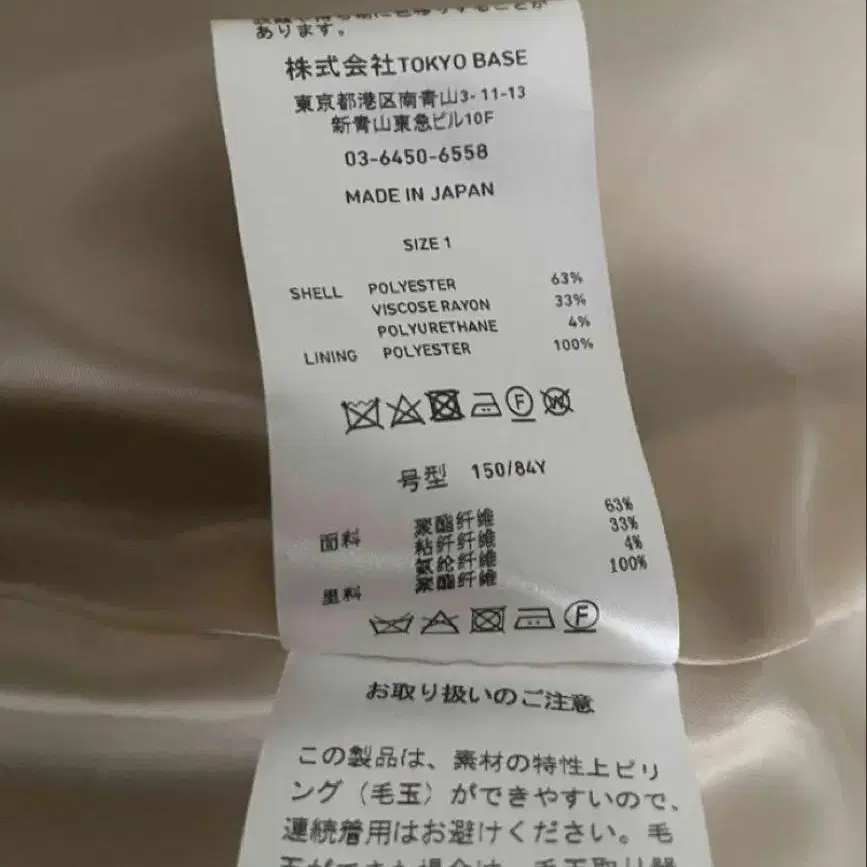 あります。
株式会社TOKYO BASE
東京都港区南青山3-11-13
新青山東急ビル10F
03-6450-6558
MADE IN JAPAN
SIZE 1
SHELL POLYESTER 63%
VISCOSE RAYON 33%
POLYURETHANE 4%
LINING POLYESTER 100%
F W
号型 150/84Y
面料 聚酯纤维 63%
粘纤纤维 33%
氨纶纤维 4%
里料 聚酯纤维 100%
F
お取り扱いのご注意
この製品は、素材の特性上ピリ
ング（毛玉）ができやすいので、
連続着用はお避けください。毛